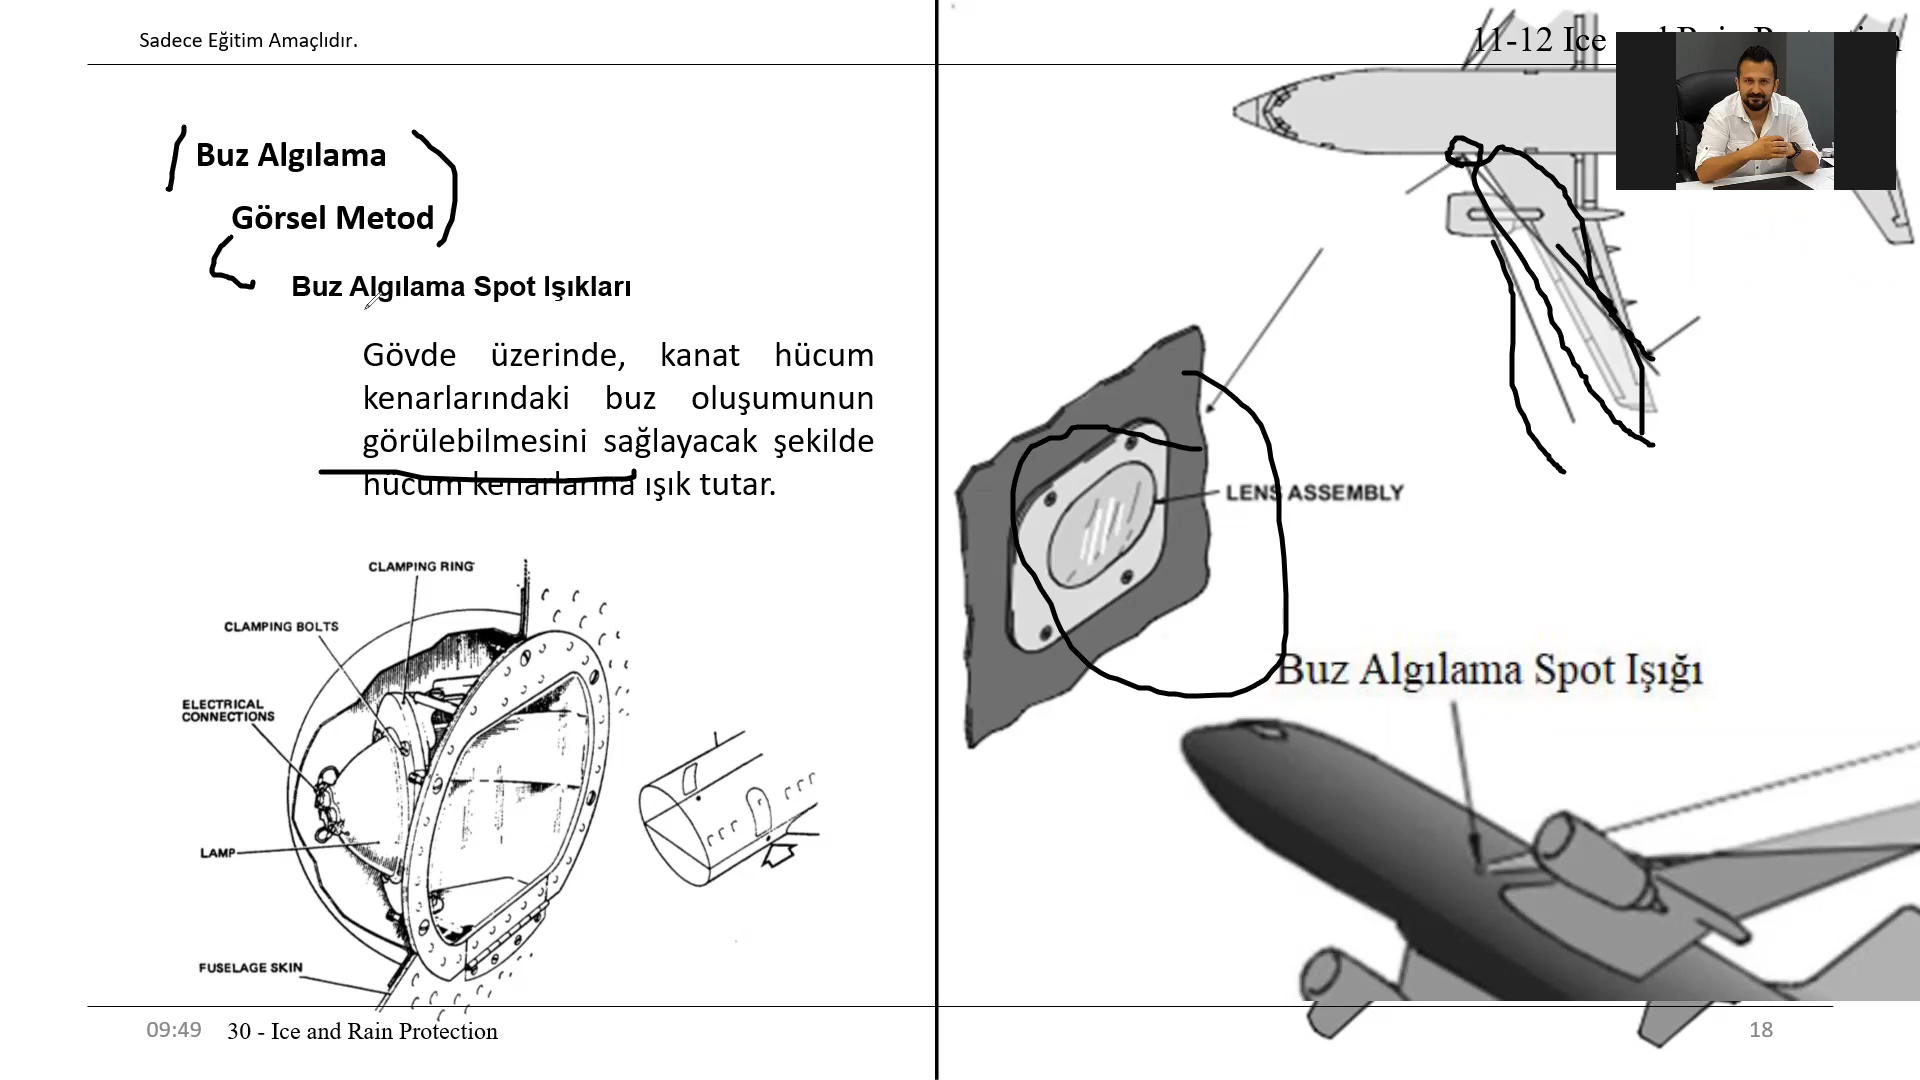 Sadece Eğitim Amaçlıdır.
11-12 Ice
Buz Algılama
Görsel Metod
Buz Algılama Spot Işıkları
Gövde üzerinde, kanat hücum
kenarlarındaki buz oluşumunun
görülebilmesini sağlayacak şekilde
hücum kenarlarına ışık tutar.
CLAMPING RING
CLAMPING BOLTS
ELECTRICAL
CONNECTIONS
LAMP
FUSELAGE SKIN
LENS ASSEMBLY
Buz Algılama Spot Işığı
09:49
30 - Ice and Rain Protection
18